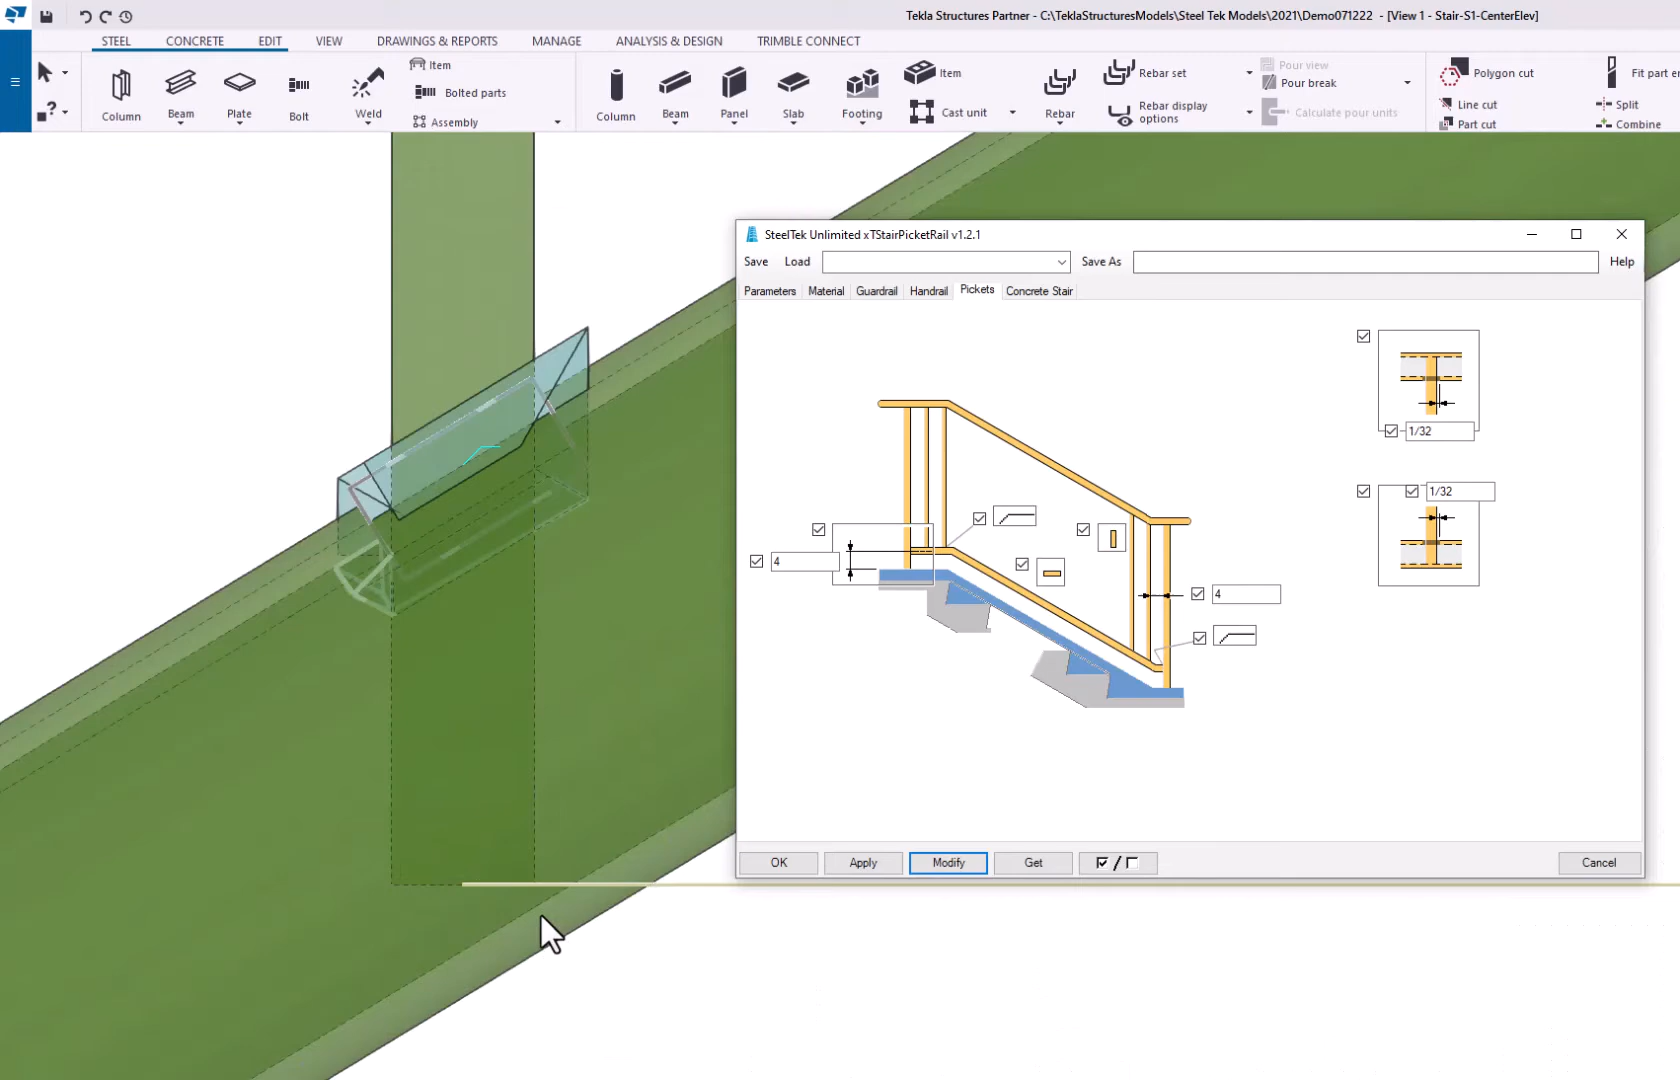 Tekla Structures Partner - C:\TeklaStructuresModels\Steel Tek Models\2021\Demo071222 - [View 1 - Stair-S1-CenterElev]
STEEL CONCRETE EDIT VIEW DRAWINGS & REPORTS MANAGE ANALYSIS & DESIGN TRIMBLE CONNECT
Column
Beam
Plate
Bolt
Weld
Item
Bolted parts
Assembly
Column
Beam
Panel
Slab
Footing
Item
Cast unit
Rebar
Rebar set
Rebar display
options
Pour view
Pour break
Calculate pour units
Polygon cut
Line cut
Part cut
Fit part
Split
Combine
SteelTek Unlimited xTStairPicketRail v1.2.1
Save Load Save As Help
Parameters Material Guardrail Handrail Pickets Concrete Stair
1/32
1/32
4
4
OK Apply Modify Get / Cancel